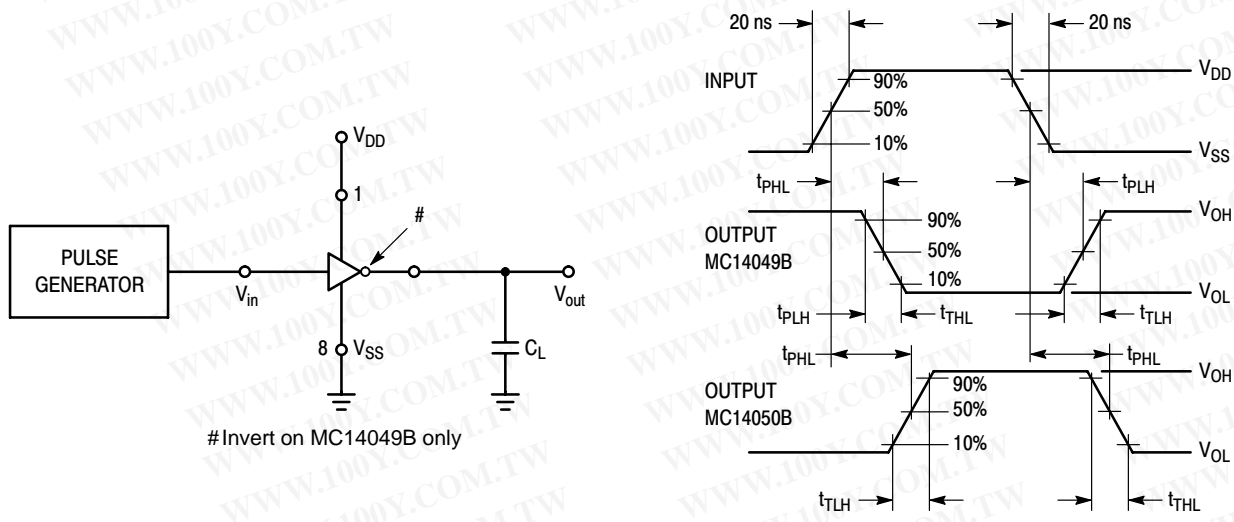 PULSE
GENERATOR
V_in
V_DD
1
#
8
V_SS
C_L
V_out
#Invert on MC14049B only
20 ns
20 ns
INPUT
90%
50%
10%
V_DD
V_SS
t_PHL
t_PLH
OUTPUT
MC14049B
90%
50%
10%
V_OH
V_OL
t_PLH
t_THL
t_TLH
t_PHL
t_PHL
OUTPUT
MC14050B
90%
50%
10%
V_OH
V_OL
t_TLH
t_THL
WWW.100Y.COM.TW